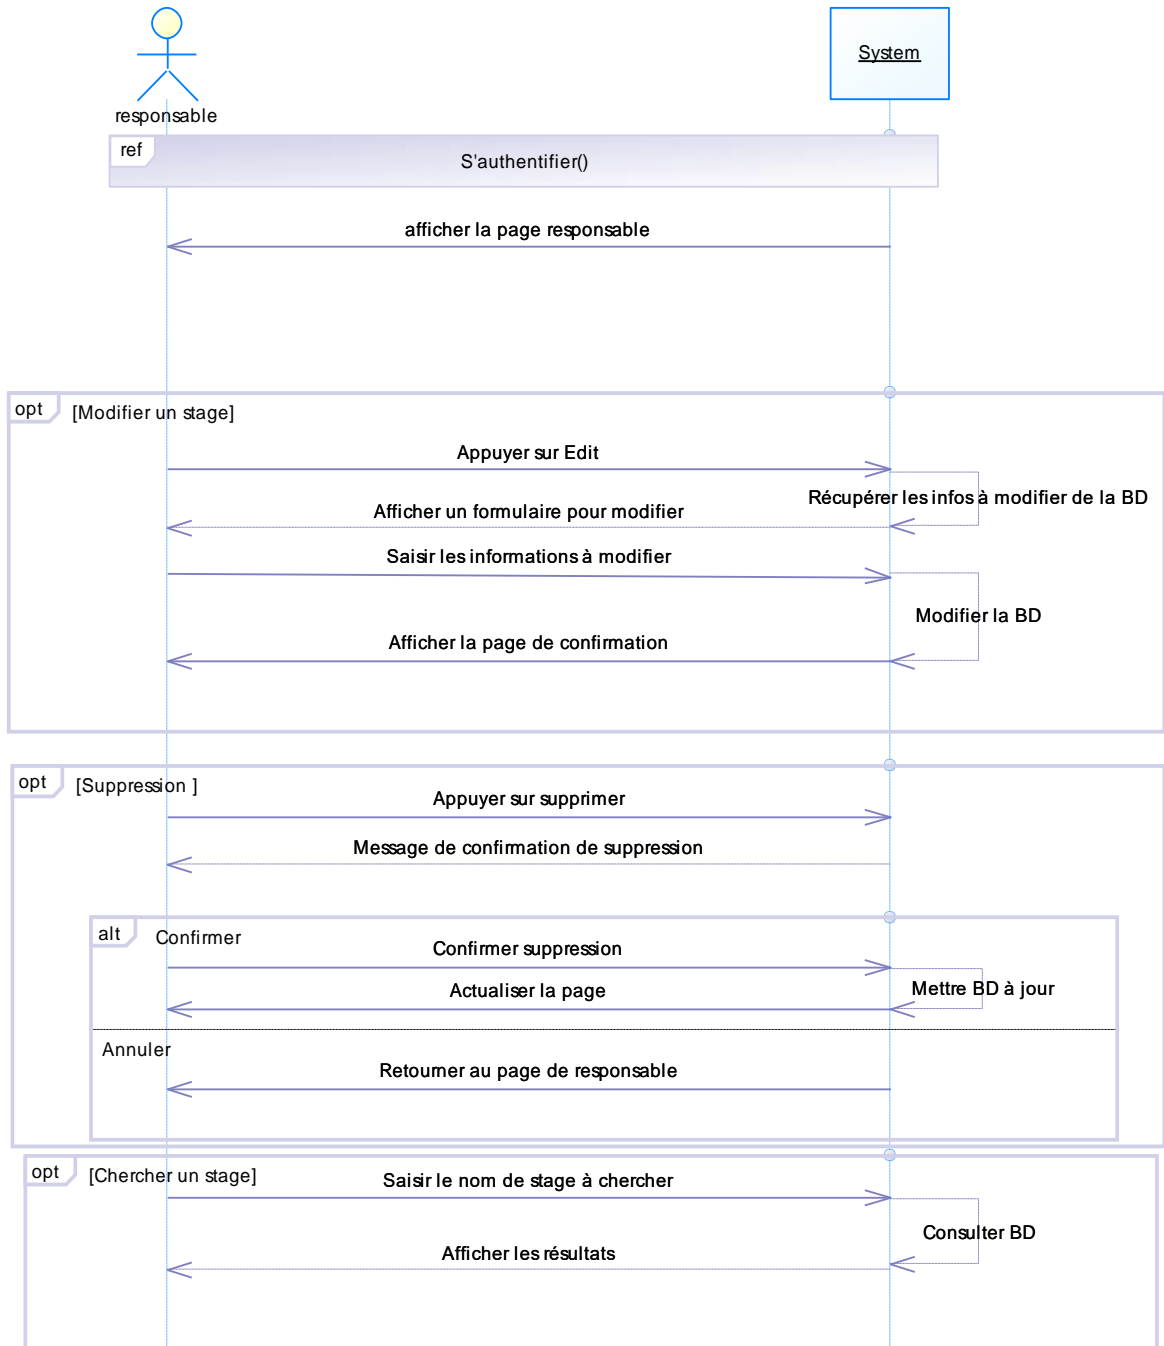 System
responsable
ref
S'authentifier()
afficher la page responsable
opt
[Modifier un stage]
Appuyer sur Edit
Récupérer les infos à modifier de la BD
Afficher un formulaire pour modifier
Saisir les informations à modifier
Modifier la BD
Afficher la page de confirmation
opt
[Suppression ]
Appuyer sur supprimer
Message de confirmation de suppression
alt
Confirmer
Confirmer suppression
Mettre BD à jour
Actualiser la page
Annuler
Retourner au page de responsable
opt
[Chercher un stage]
Saisir le nom de stage à chercher
Consulter BD
Afficher les résultats